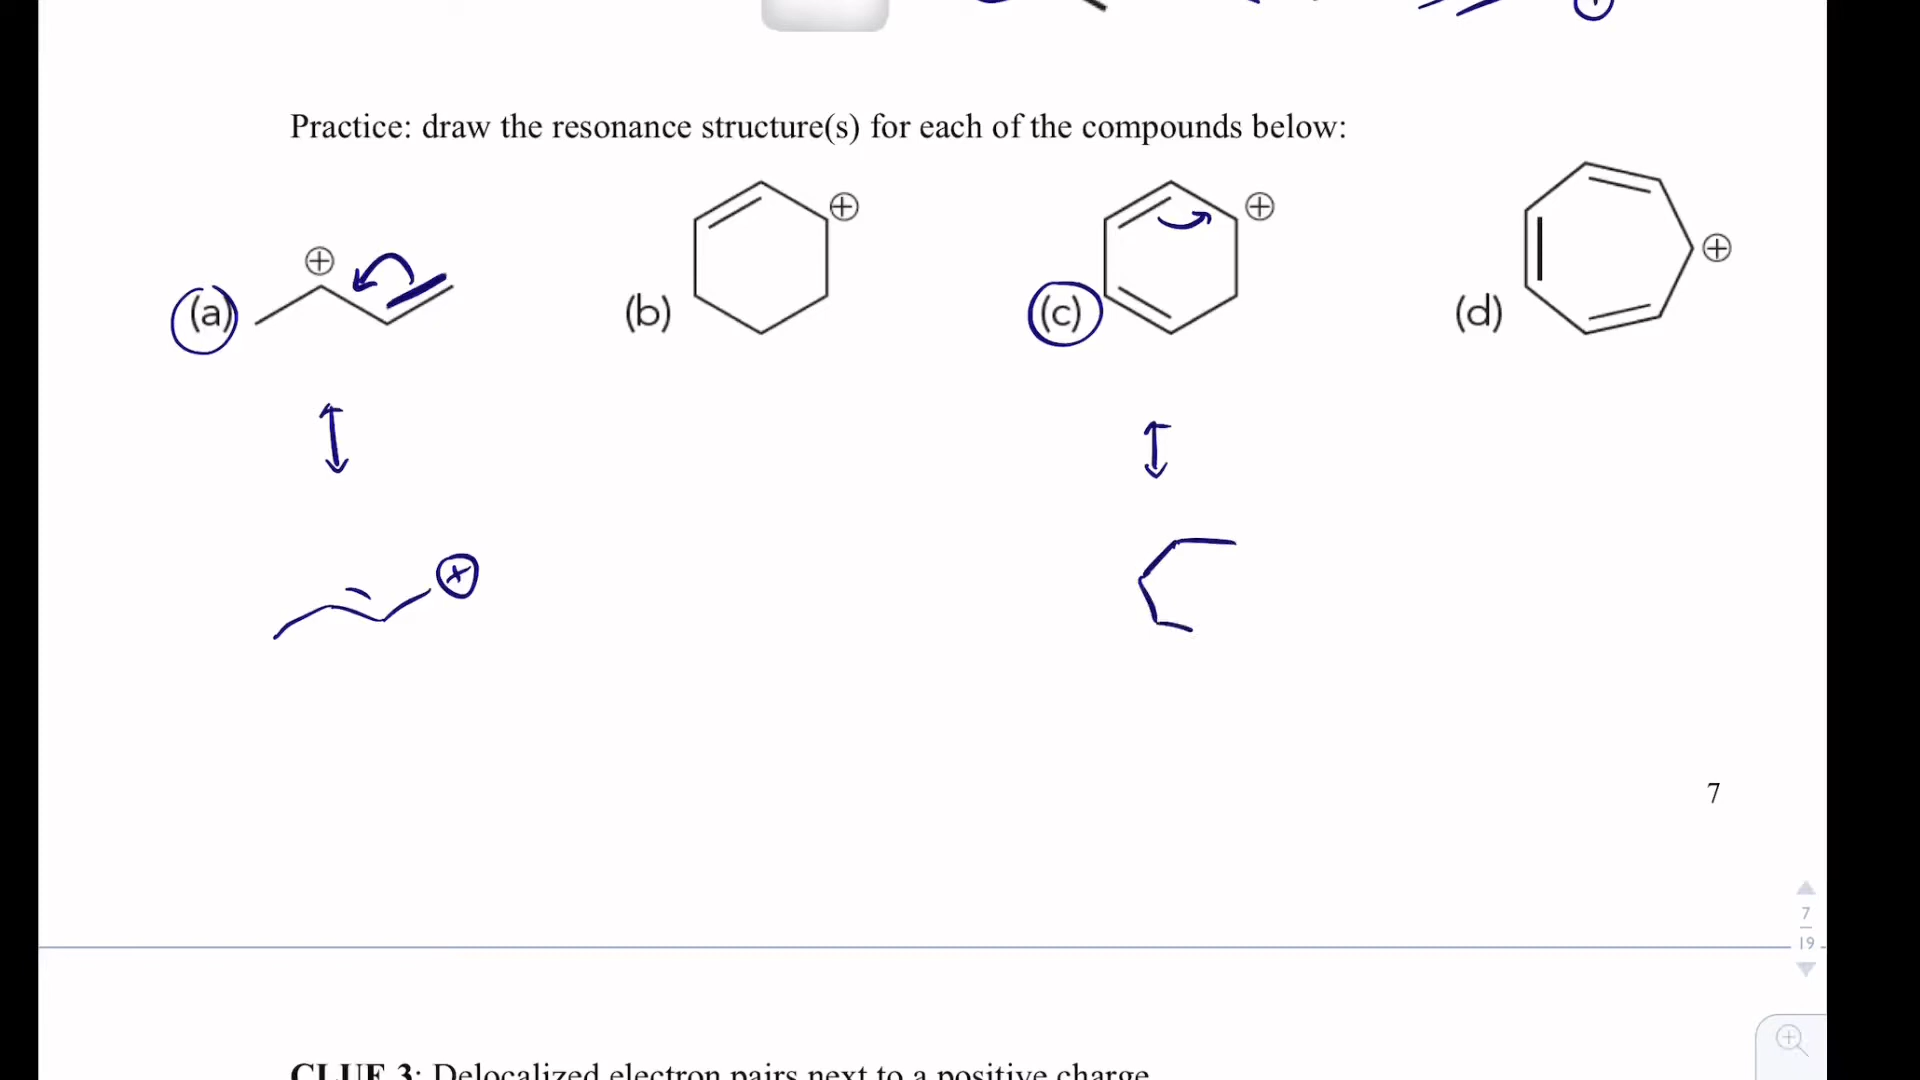 Practice: draw the resonance structure(s) for each of the compounds below:
(a)
(b)
(c)
(d)
7
7
19
CLUE 3: Delocalized electron pairs next to a positive charge